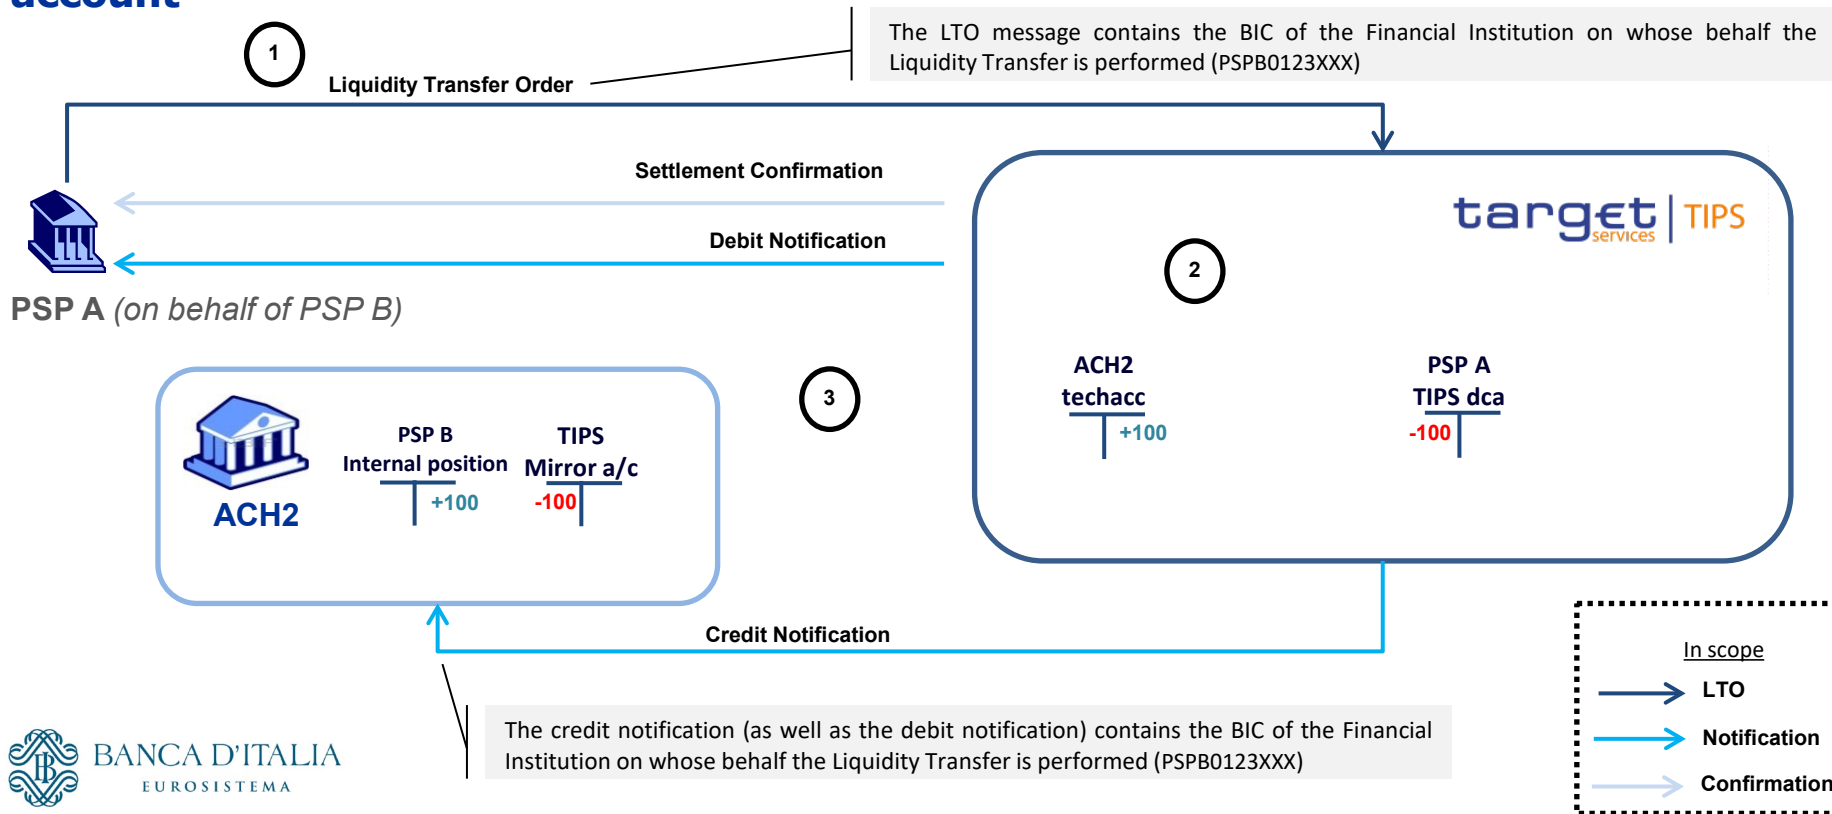 account
1
The LTO message contains the BIC of the Financial Institution on whose behalf the
Liquidity Transfer is performed (PSPB0123XXX)
Liquidity Transfer Order
Settlement Confirmation
Debit Notification
target
services
TIPS
2
PSP A (on behalf of PSP B)
ACH2
techacc
+100
PSP A
TIPS dca
-100
3
ACH2
PSP B
Internal position
+100
TIPS
Mirror a/c
-100
Credit Notification
The credit notification (as well as the debit notification) contains the BIC of the Financial
Institution on whose behalf the Liquidity Transfer is performed (PSPB0123XXX)
In scope
LTO
Notification
Confirmation
BANCA D'ITALIA
EUROSISTEMA